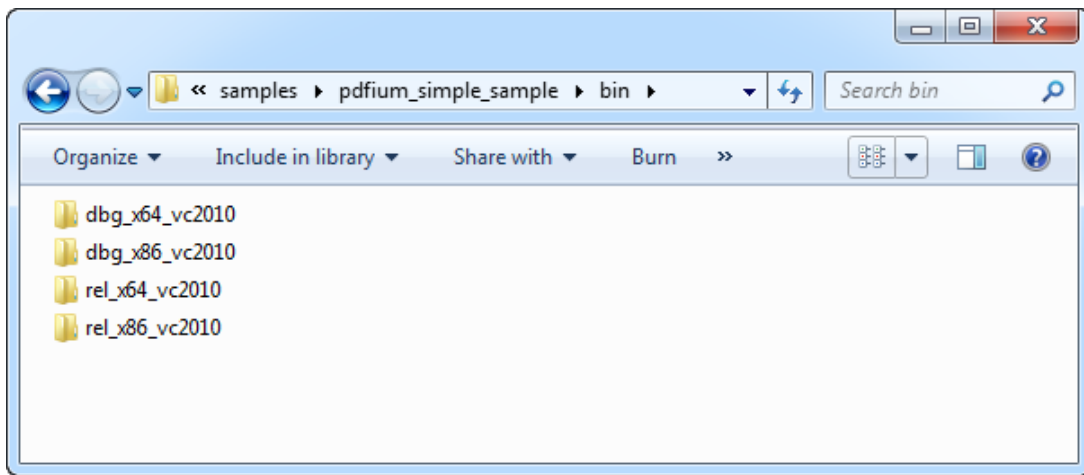 « samples ▸ pdfium_simple_sample ▸ bin ▸ Search bin
Organize ▾ Include in library ▾ Share with ▾ Burn »
dbg_x64_vc2010
dbg_x86_vc2010
rel_x64_vc2010
rel_x86_vc2010